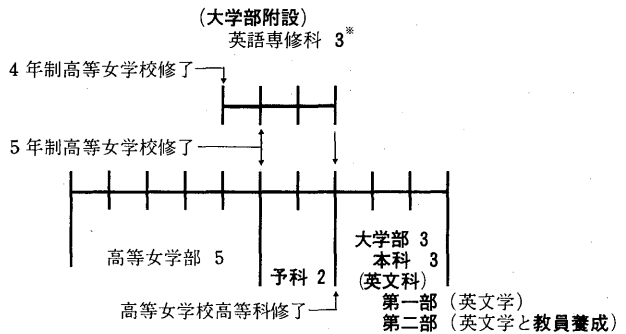 (大学部附設)
英語専修科 3※
4年制高等女学校修了
5年制高等女学校修了
高等女学部 5
予科 2
大学部 3
本科 3
(英文科)
第一部 (英文学)
第二部 (英文学と教員養成)
高等女学校高等科修了